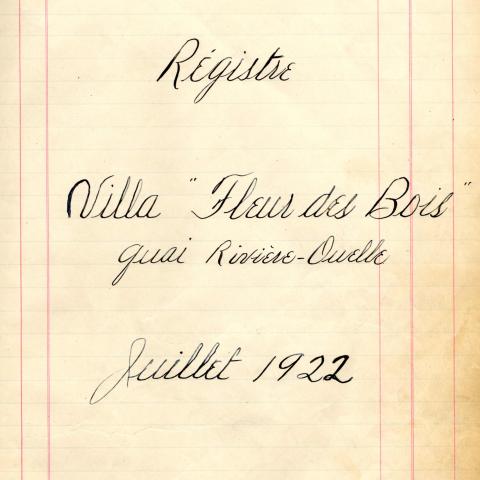 Régistre
Villa "Fleur des Bois"
quai Rivière-Ouelle
Juillet 1922